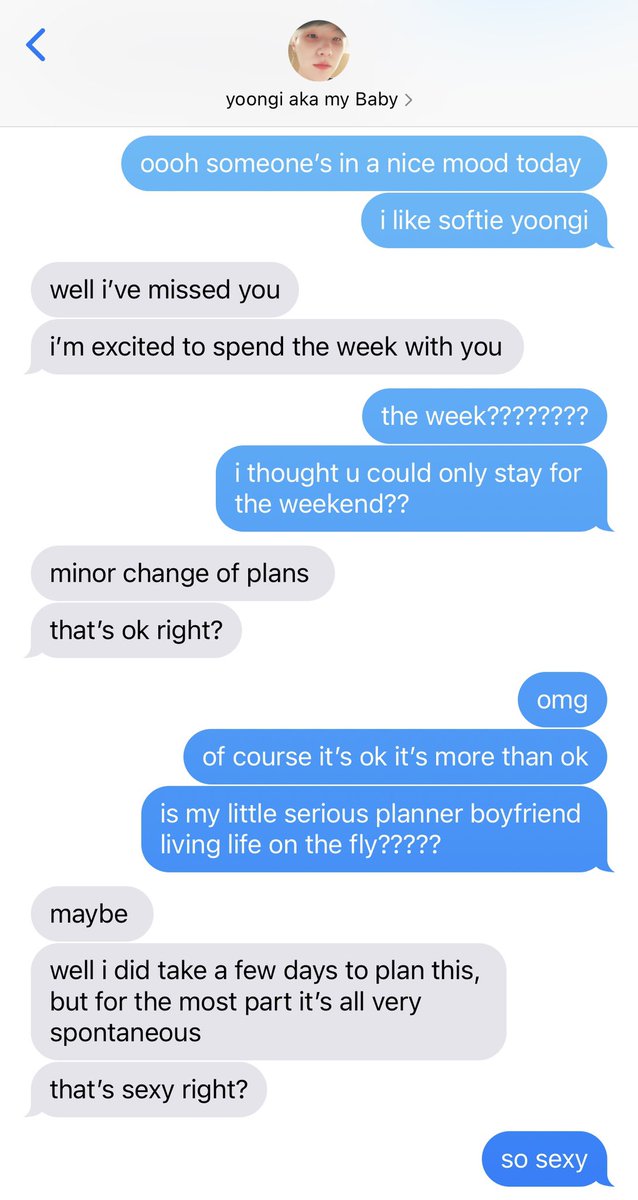 yoongi aka my Baby
oooh someone’s in a nice mood today
i like softie yoongi
well i’ve missed you
i’m excited to spend the week with you
the week????????
i thought u could only stay for
the weekend??
minor change of plans
that’s ok right?
omg
of course it’s ok it’s more than ok
is my little serious planner boyfriend
living life on the fly?????
maybe
well i did take a few days to plan this,
but for the most part it’s all very
spontaneous
that’s sexy right?
so sexy